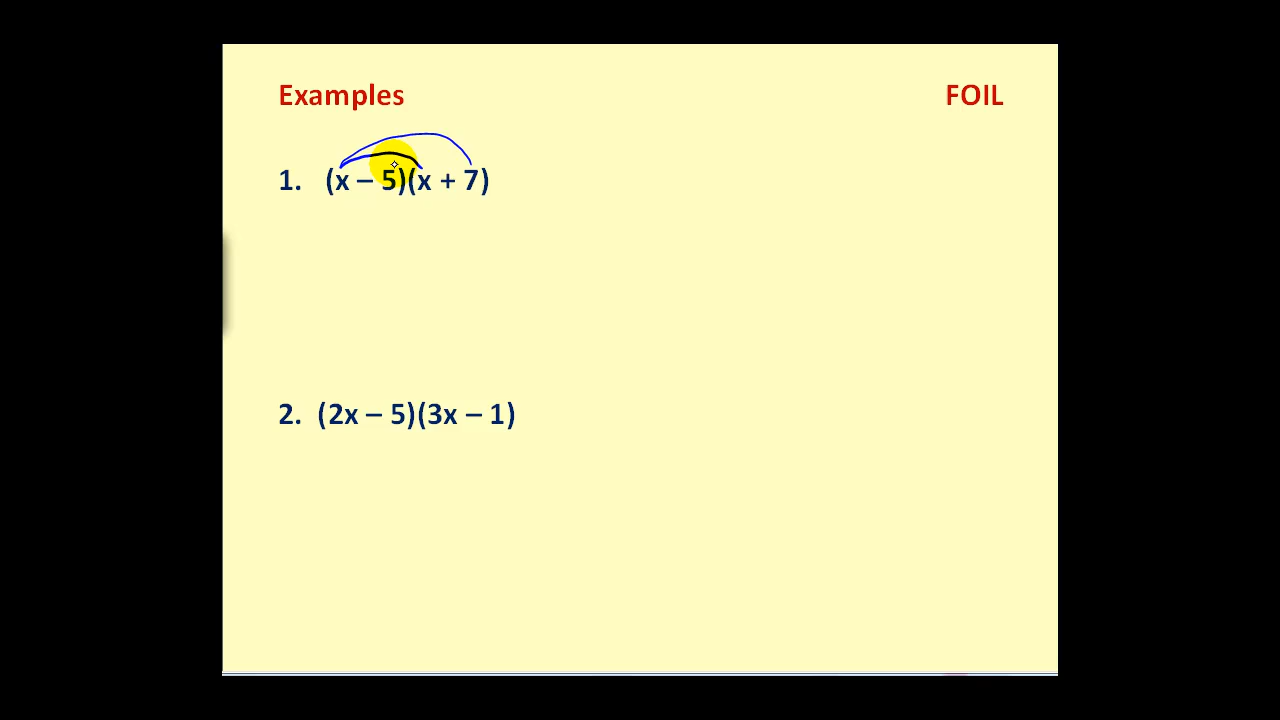 Examples FOIL
1. (x – 5)(x + 7)
2. (2x – 5)(3x – 1)